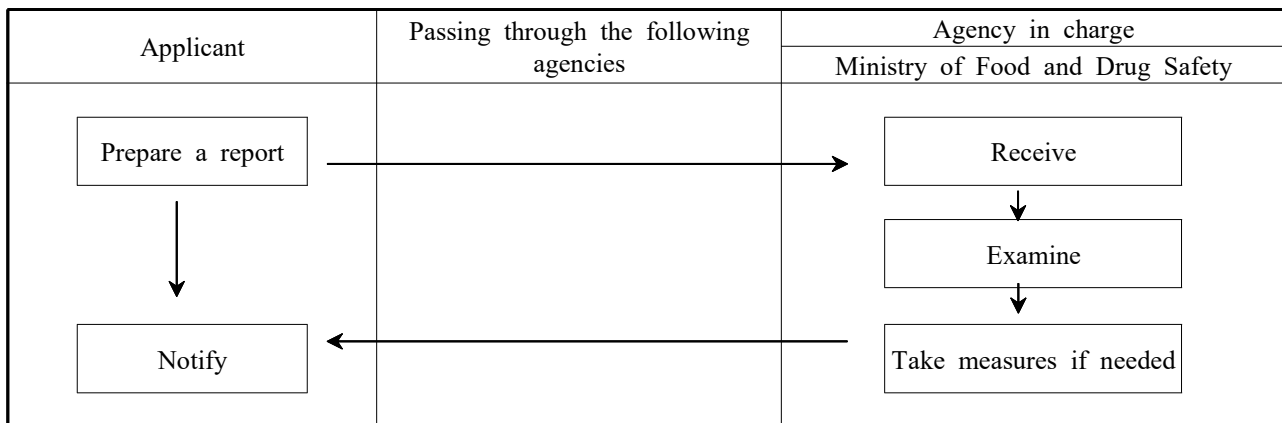 Applicant
Passing through the following
agencies
Agency in charge
Ministry of Food and Drug Safety
Prepare a report
Receive
Examine
Notify
Take measures if needed